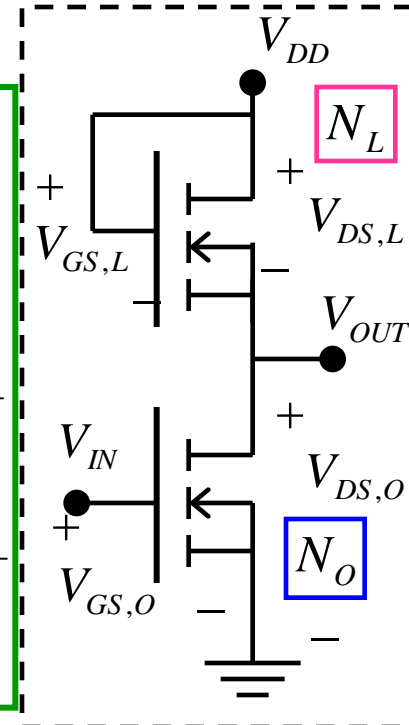 V_DD
N_L
+
+
V_GS,L
V_DS,L
−
−
V_OUT
+
V_IN
V_DS,O
+
N_O
V_GS,O
−
−